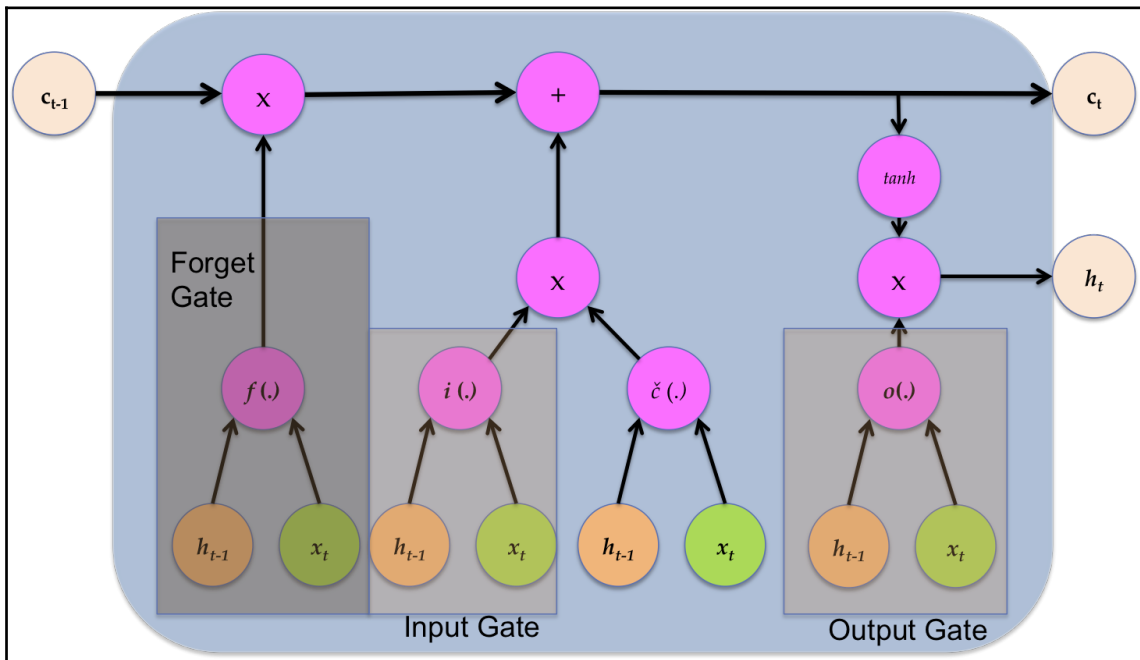 c_{t-1}
x
+
c_t
tanh
Forget
Gate
x
x
h_t
f (.)
i (.)
č (.)
o(.)
h_{t-1}
x_t
h_{t-1}
x_t
h_{t-1}
x_t
h_{t-1}
x_t
Input Gate
Output Gate